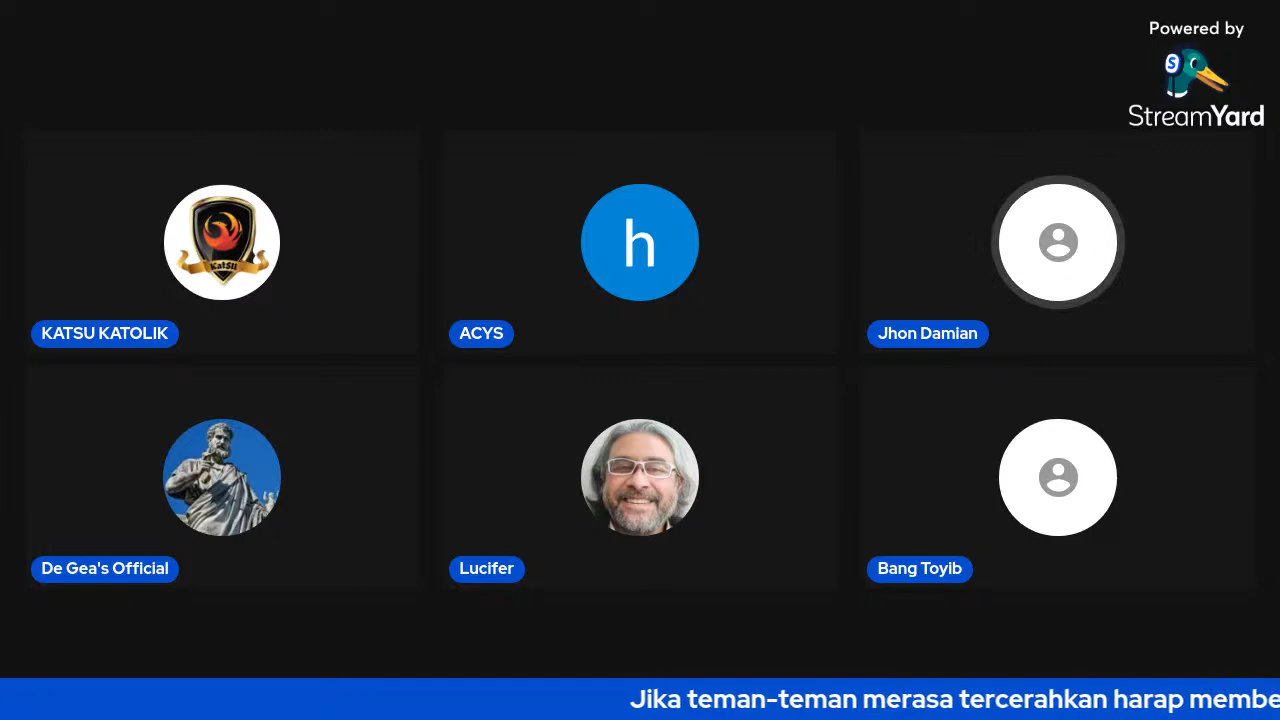 Powered by
StreamYard
S
KatSu
h
KATSU KATOLIK
ACYS
Jhon Damian
De Gea's Official
Lucifer
Bang Toyib
Jika teman-teman merasa tercerahkan harap membe